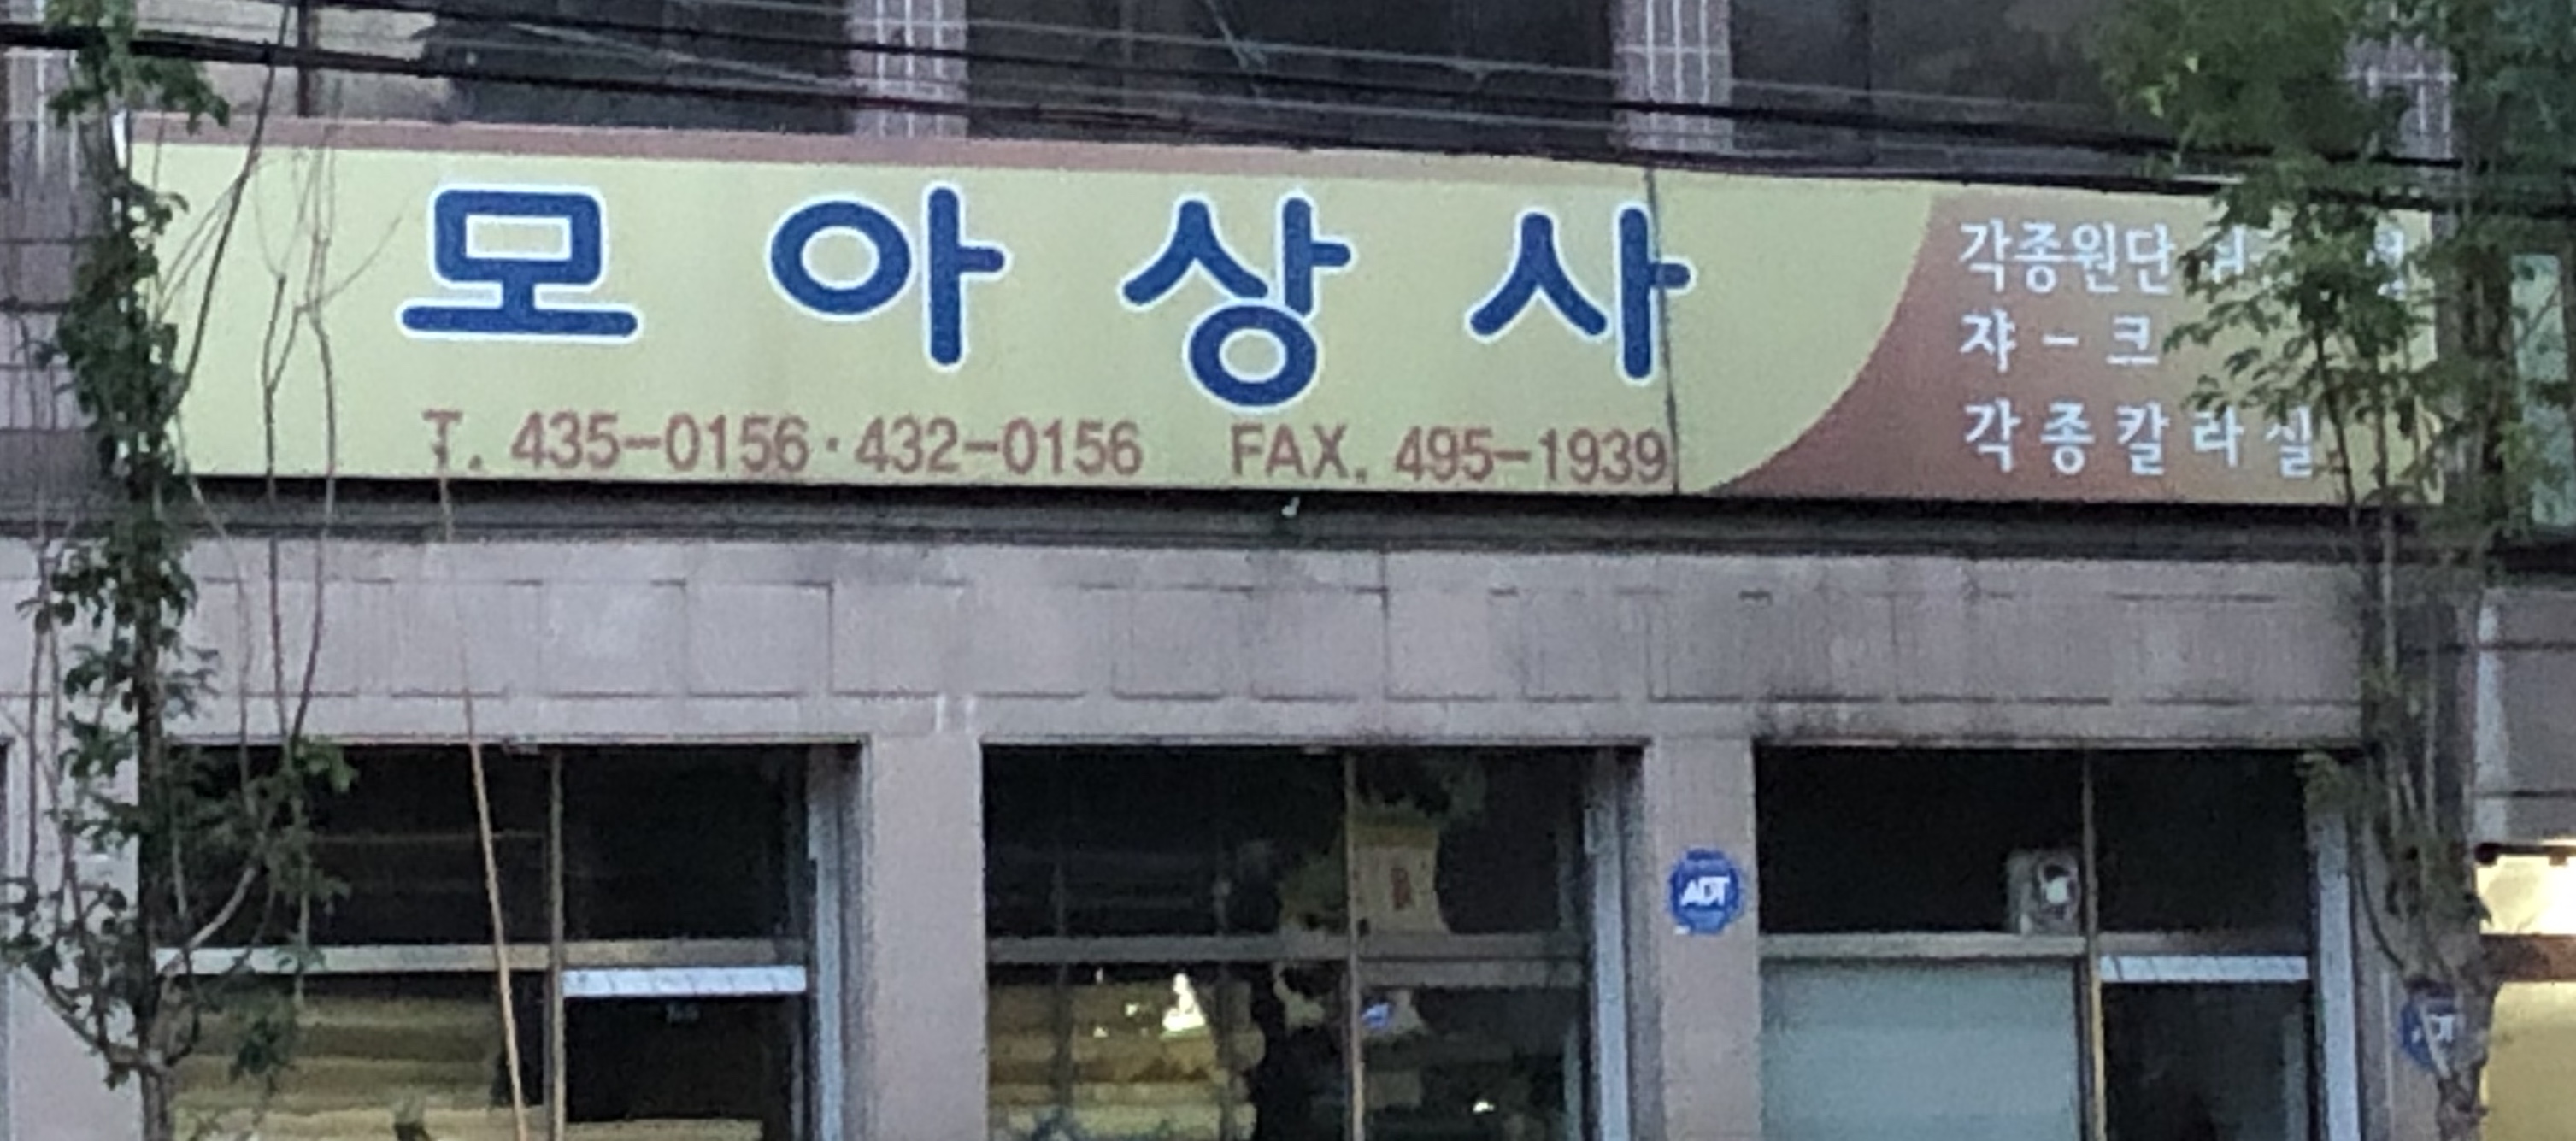 모아상사
T. 435-0156·432-0156 FAX. 495-1939
각종원단
쟈-크
각종칼라실
ADT